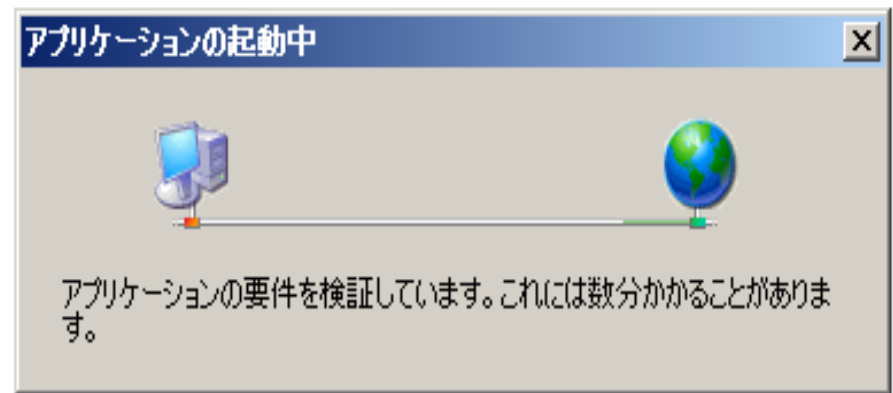 アプリケーションの起動中
アプリケーションの要件を検証しています。これには数分かかることがありま
す。